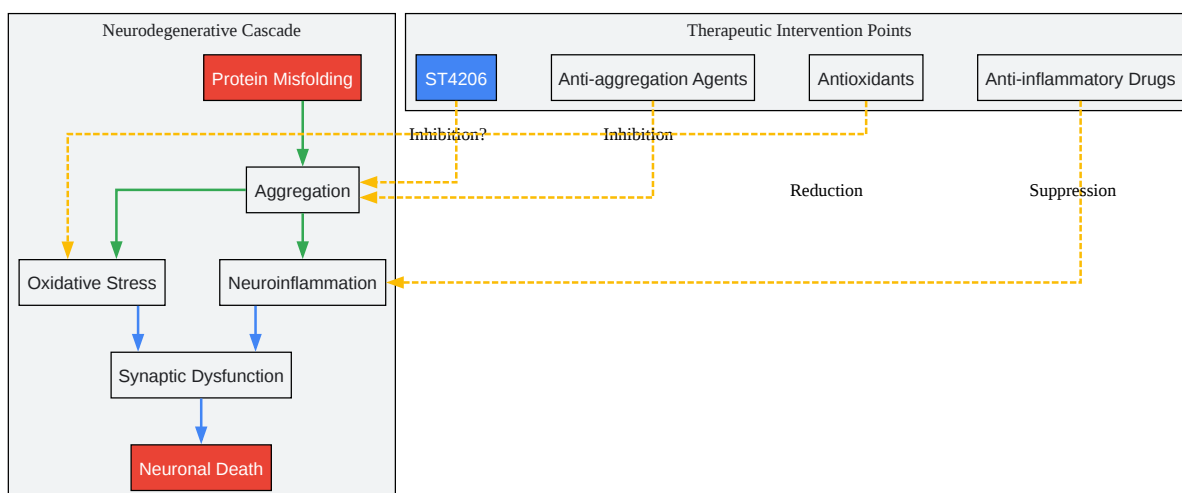 Neurodegenerative Cascade
Therapeutic Intervention Points
Protein Misfolding
ST4206
Anti-aggregation Agents
Antioxidants
Anti-inflammatory Drugs
Inhibition?
Inhibition
Aggregation
Reduction
Suppression
Oxidative Stress
Neuroinflammation
Synaptic Dysfunction
Neuronal Death